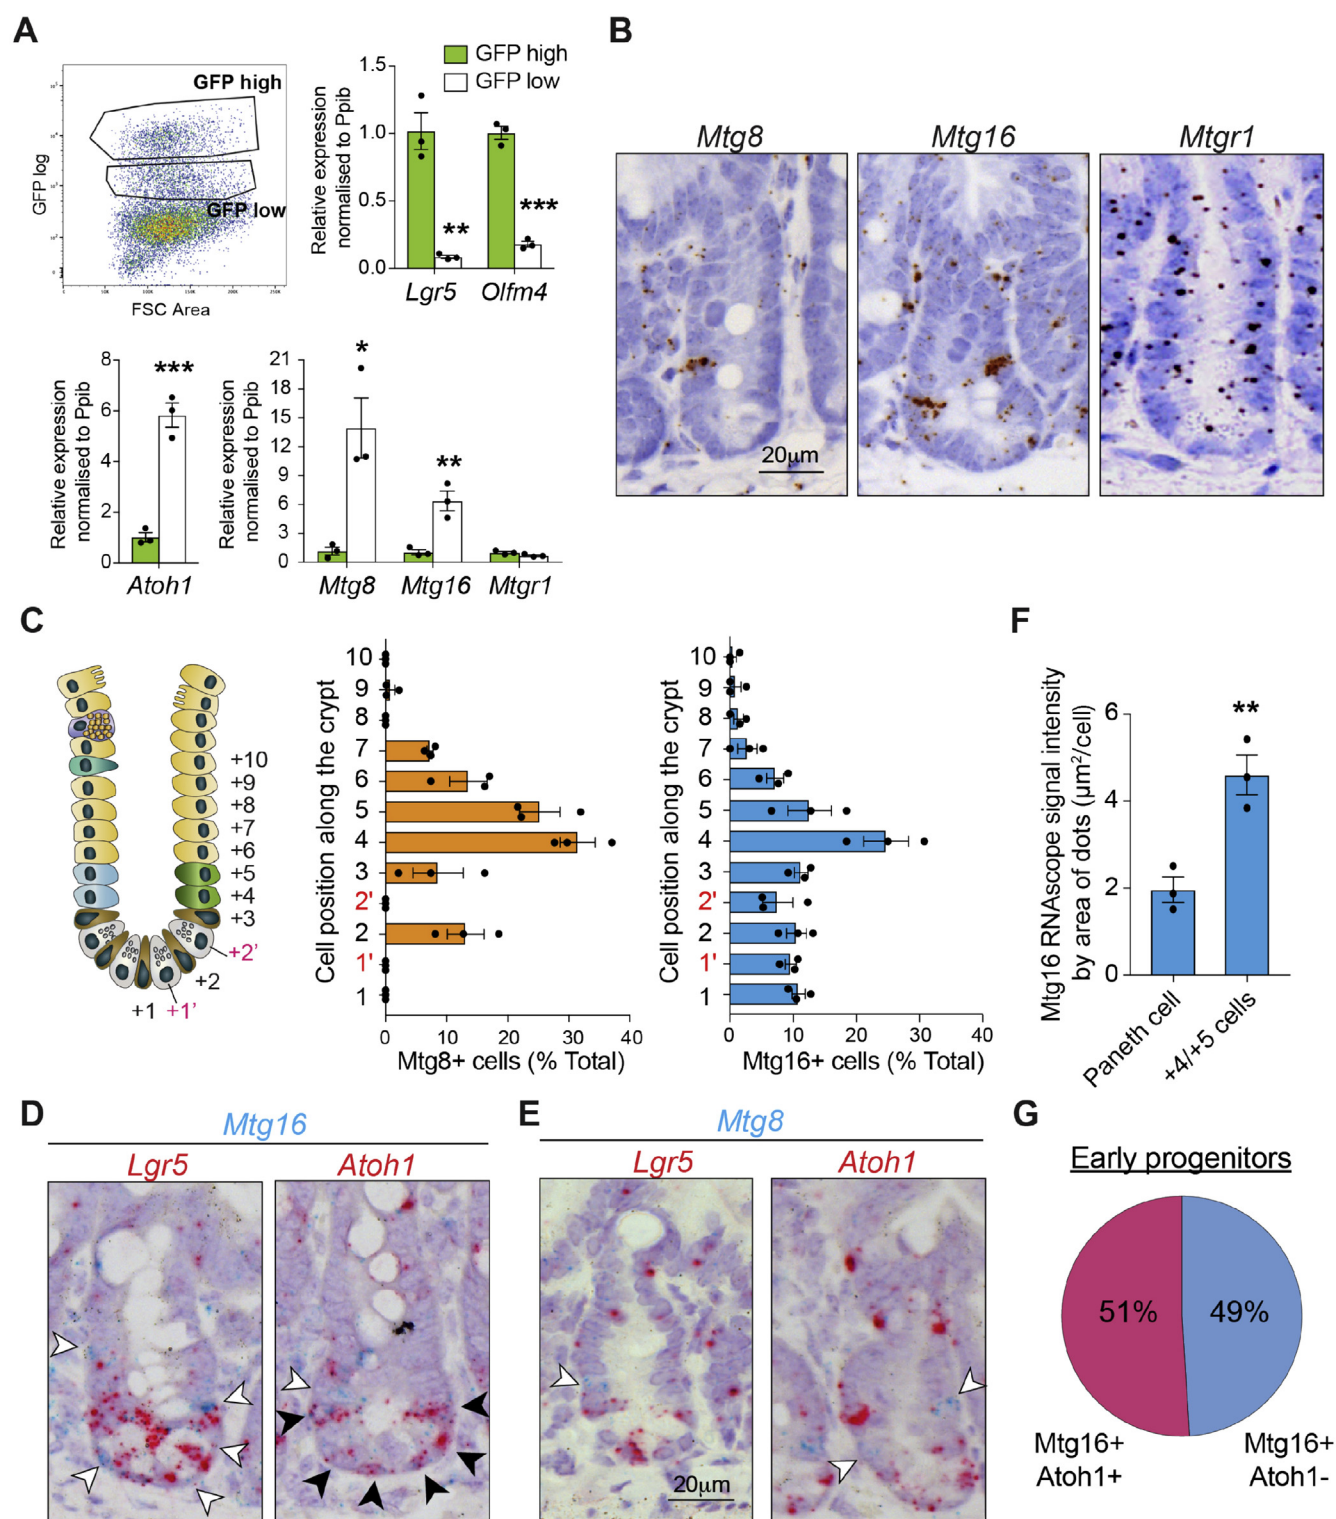 A
GFP high
GFP low
GFP log
FSC Area
GFP high
GFP low
Relative expression
normalised to Ppib
1.5
1.0
0.5
0.0
**
***
Lgr5 Olfm4
Relative expression
normalised to Ppib
8
6
4
2
0
***
Atoh1
Relative expression
normalised to Ppib
21
18
15
12
9
6
3
0
*
**
Mtg8 Mtg16 Mtgr1
B
Mtg8 Mtg16 Mtgr1
20μm
C
+10
+9
+8
+7
+6
+5
+4
+3
+2'
+2
+1 +1'
Cell position along the crypt
10
9
8
7
6
5
4
3
2'
2
1'
1
0 10 20 30 40
Mtg8+ cells (% Total)
Cell position along the crypt
10
9
8
7
6
5
4
3
2'
2
1'
1
0 10 20 30 40
Mtg16+ cells (% Total)
F
Mtg16 RNAscope signal intensity
by area of dots (μm²/cell)
6
4
2
0
**
Paneth cell
+4/+5 cells
D
Mtg16
Lgr5 Atoh1
E
Mtg8
Lgr5 Atoh1
20μm
G
Early progenitors
51% 49%
Mtg16+ Mtg16+
Atoh1+ Atoh1-